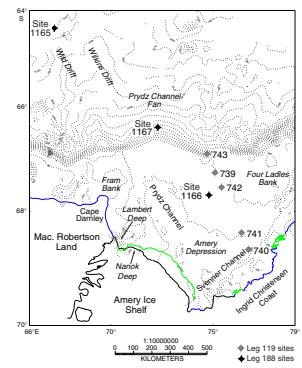 64°
S
Site
1165
Wild Drift
Wilkins Drift
66°
Prydz Channel
Fan
Site
1167
743
739
742
Four Ladies
Bank
Site
1166
Fram
Bank
Prydz Channel
68°
Cape
Darnley
Lambert
Deep
Mac. Robertson
Land
741
740
Amery
Depression
Svenner Channel
Nanok
Deep
Amery Ice
Shelf
Ingrid Christensen
Coast
70°
66°E
70°
75°
79°
1:10000000
0 100 200 300 400 500
KILOMETERS
Leg 119 sites
Leg 188 sites